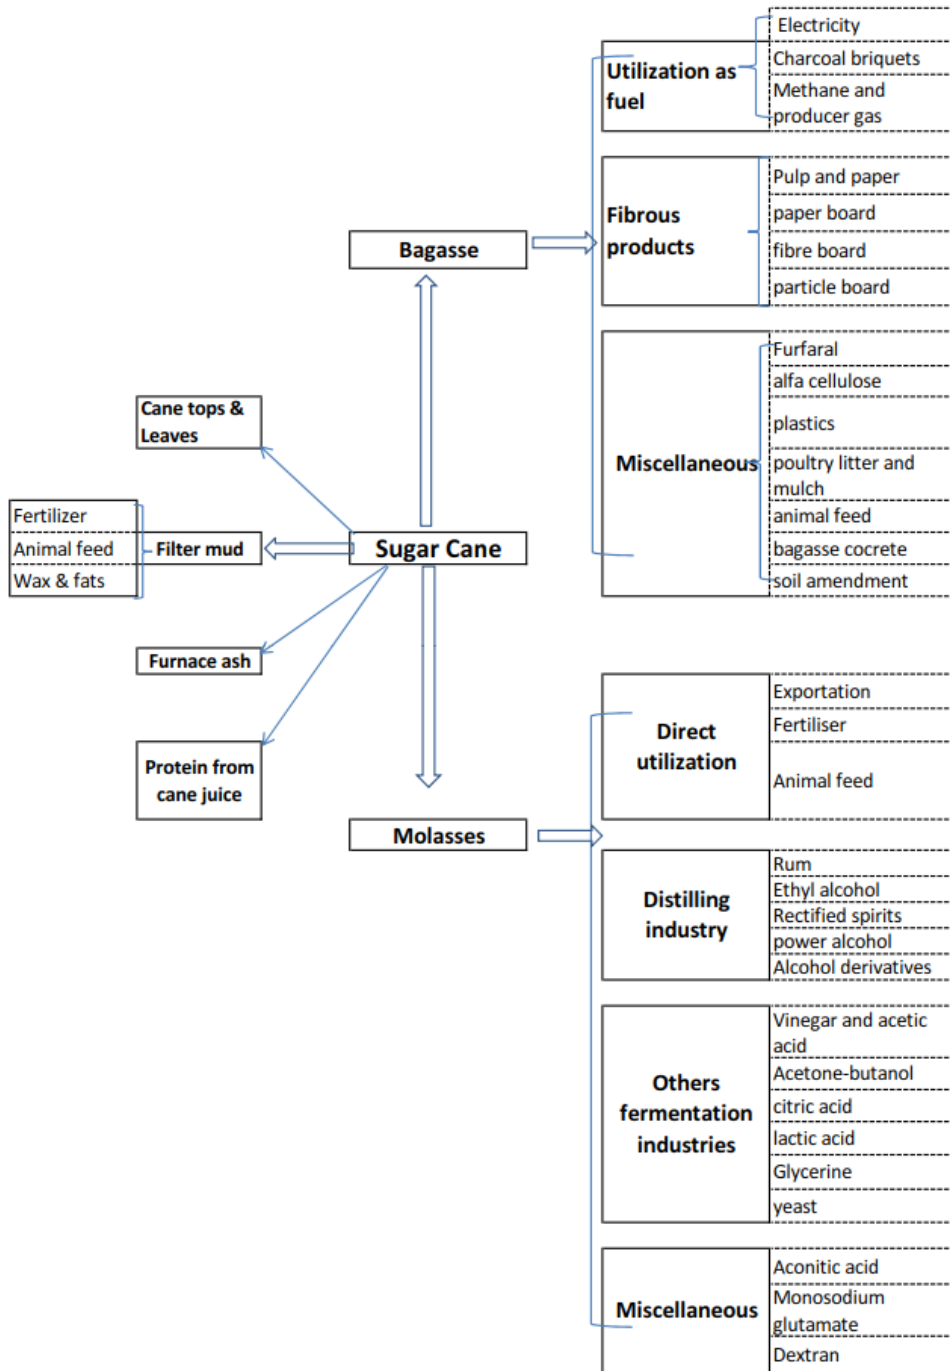 Electricity
Utilization as
fuel
Charcoal briquets
Methane and
producer gas
Bagasse
Fibrous
products
Pulp and paper
paper board
fibre board
particle board
Miscellaneous
Furfaral
alfa cellulose
plastics
poultry litter and
mulch
animal feed
bagasse cocrete
soil amendment
Cane tops &
Leaves
Fertilizer
Animal feed
Wax & fats
Filter mud
Sugar Cane
Furnace ash
Protein from
cane juice
Molasses
Direct
utilization
Exportation
Fertiliser
Animal feed
Distilling
industry
Rum
Ethyl alcohol
Rectified spirits
power alcohol
Alcohol derivatives
Others
fermentation
industries
Vinegar and acetic
acid
Acetone-butanol
citric acid
lactic acid
Glycerine
yeast
Miscellaneous
Aconitic acid
Monosodium
glutamate
Dextran